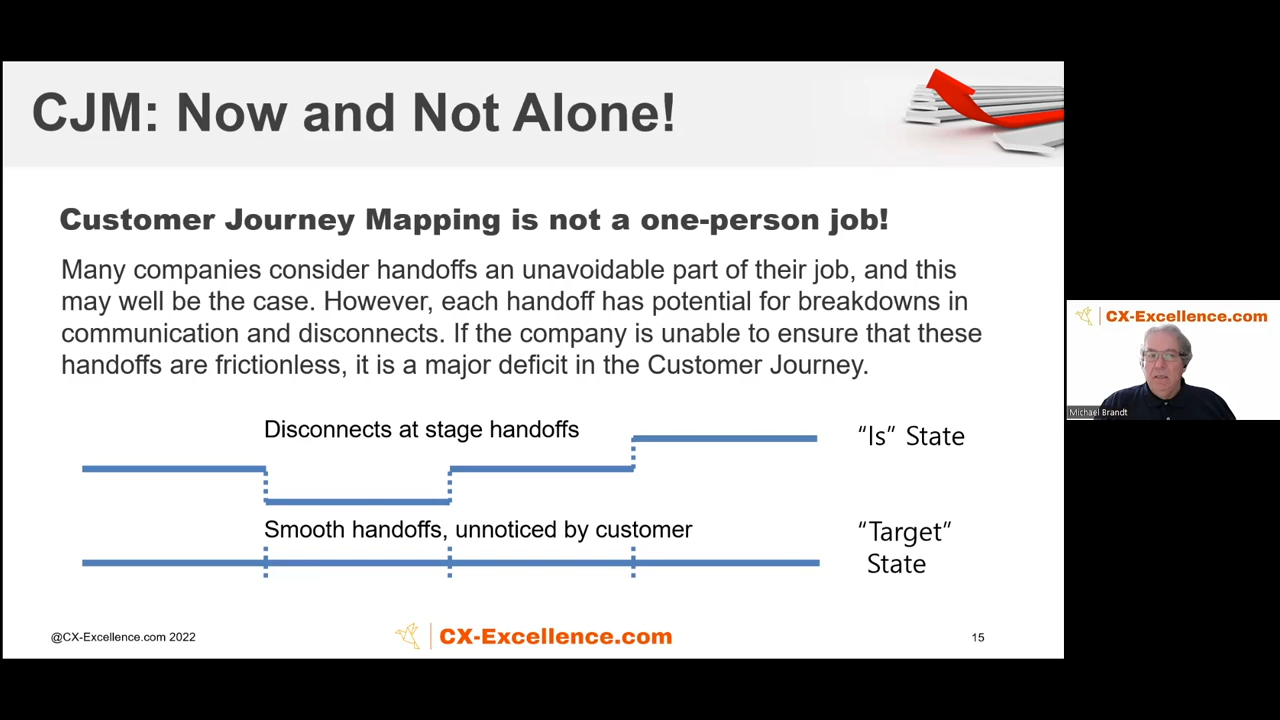 CJM: Now and Not Alone!
Customer Journey Mapping is not a one-person job!
Many companies consider handoffs an unavoidable part of their job, and this
may well be the case. However, each handoff has potential for breakdowns in
communication and disconnects. If the company is unable to ensure that these
handoffs are frictionless, it is a major deficit in the Customer Journey.
Disconnects at stage handoffs
“Is” State
Smooth handoffs, unnoticed by customer
“Target”
State
@CX-Excellence.com 2022
CX-Excellence.com
15
CX-Excellence.com
Michael Brandt